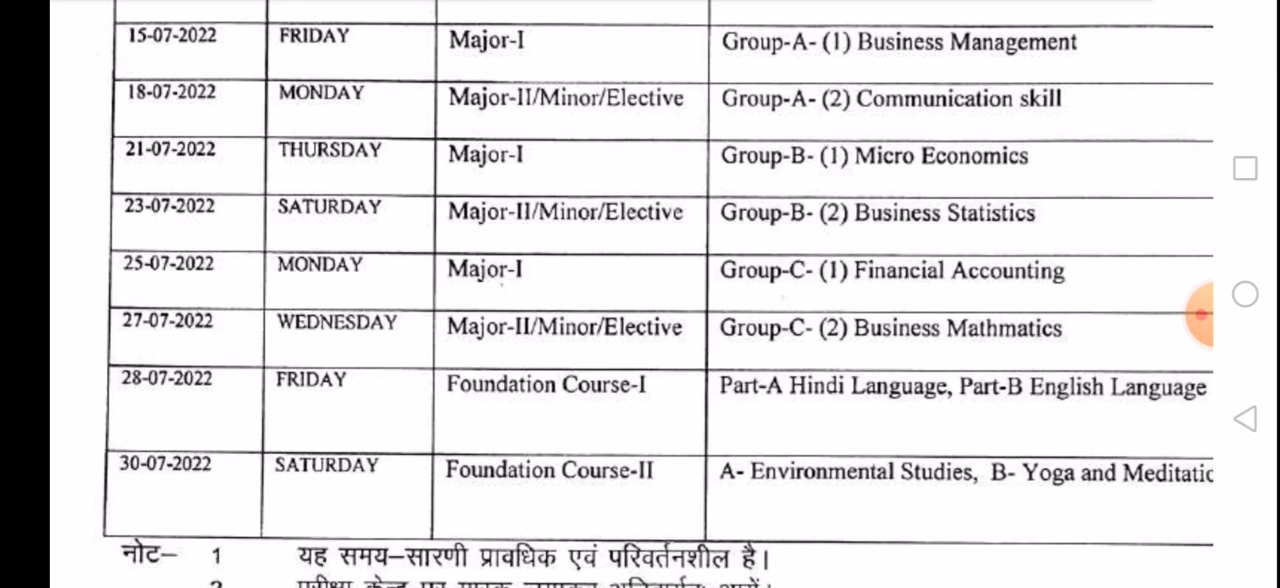 15-07-2022 FRIDAY Major-I Group-A- (1) Business Management
18-07-2022 MONDAY Major-II/Minor/Elective Group-A- (2) Communication skill
21-07-2022 THURSDAY Major-I Group-B- (1) Micro Economics
23-07-2022 SATURDAY Major-II/Minor/Elective Group-B- (2) Business Statistics
25-07-2022 MONDAY Major-I Group-C- (1) Financial Accounting
27-07-2022 WEDNESDAY Major-II/Minor/Elective Group-C- (2) Business Mathmatics
28-07-2022 FRIDAY Foundation Course-I Part-A Hindi Language, Part-B English Language
30-07-2022 SATURDAY Foundation Course-II A- Environmental Studies, B- Yoga and Meditatic
नोट– 1 यह समय–सारणी प्रावधिक एवं परिवर्तनशील है।